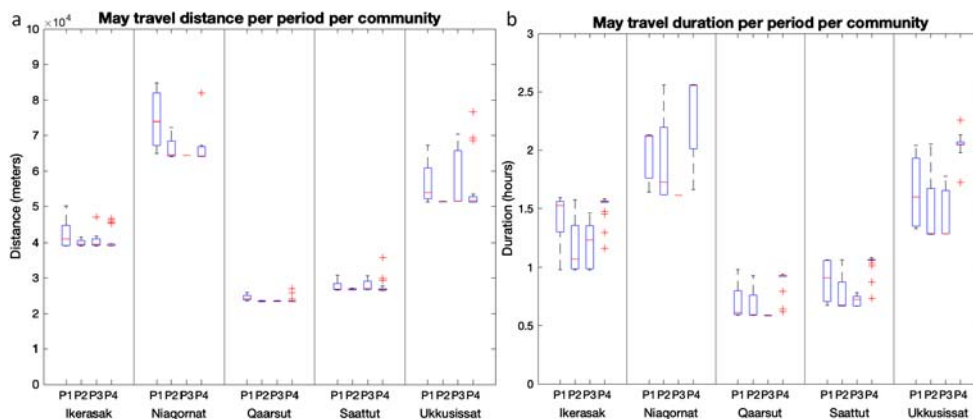 a
May travel distance per period per community
×10⁴
10
9
8
7
6
5
4
3
2
1
0
Distance (meters)
P1 P2 P3 P4 P1 P2 P3 P4 P1 P2 P3 P4 P1 P2 P3 P4 P1 P2 P3 P4
Ikerasak Niaqornat Qaarsut Saattut Ukkusissat
b
May travel duration per period per community
3
2.5
2
1.5
1
0.5
0
Duration (hours)
P1 P2 P3 P4 P1 P2 P3 P4 P1 P2 P3 P4 P1 P2 P3 P4 P1 P2 P3 P4
Ikerasak Niaqornat Qaarsut Saattut Ukkusissat